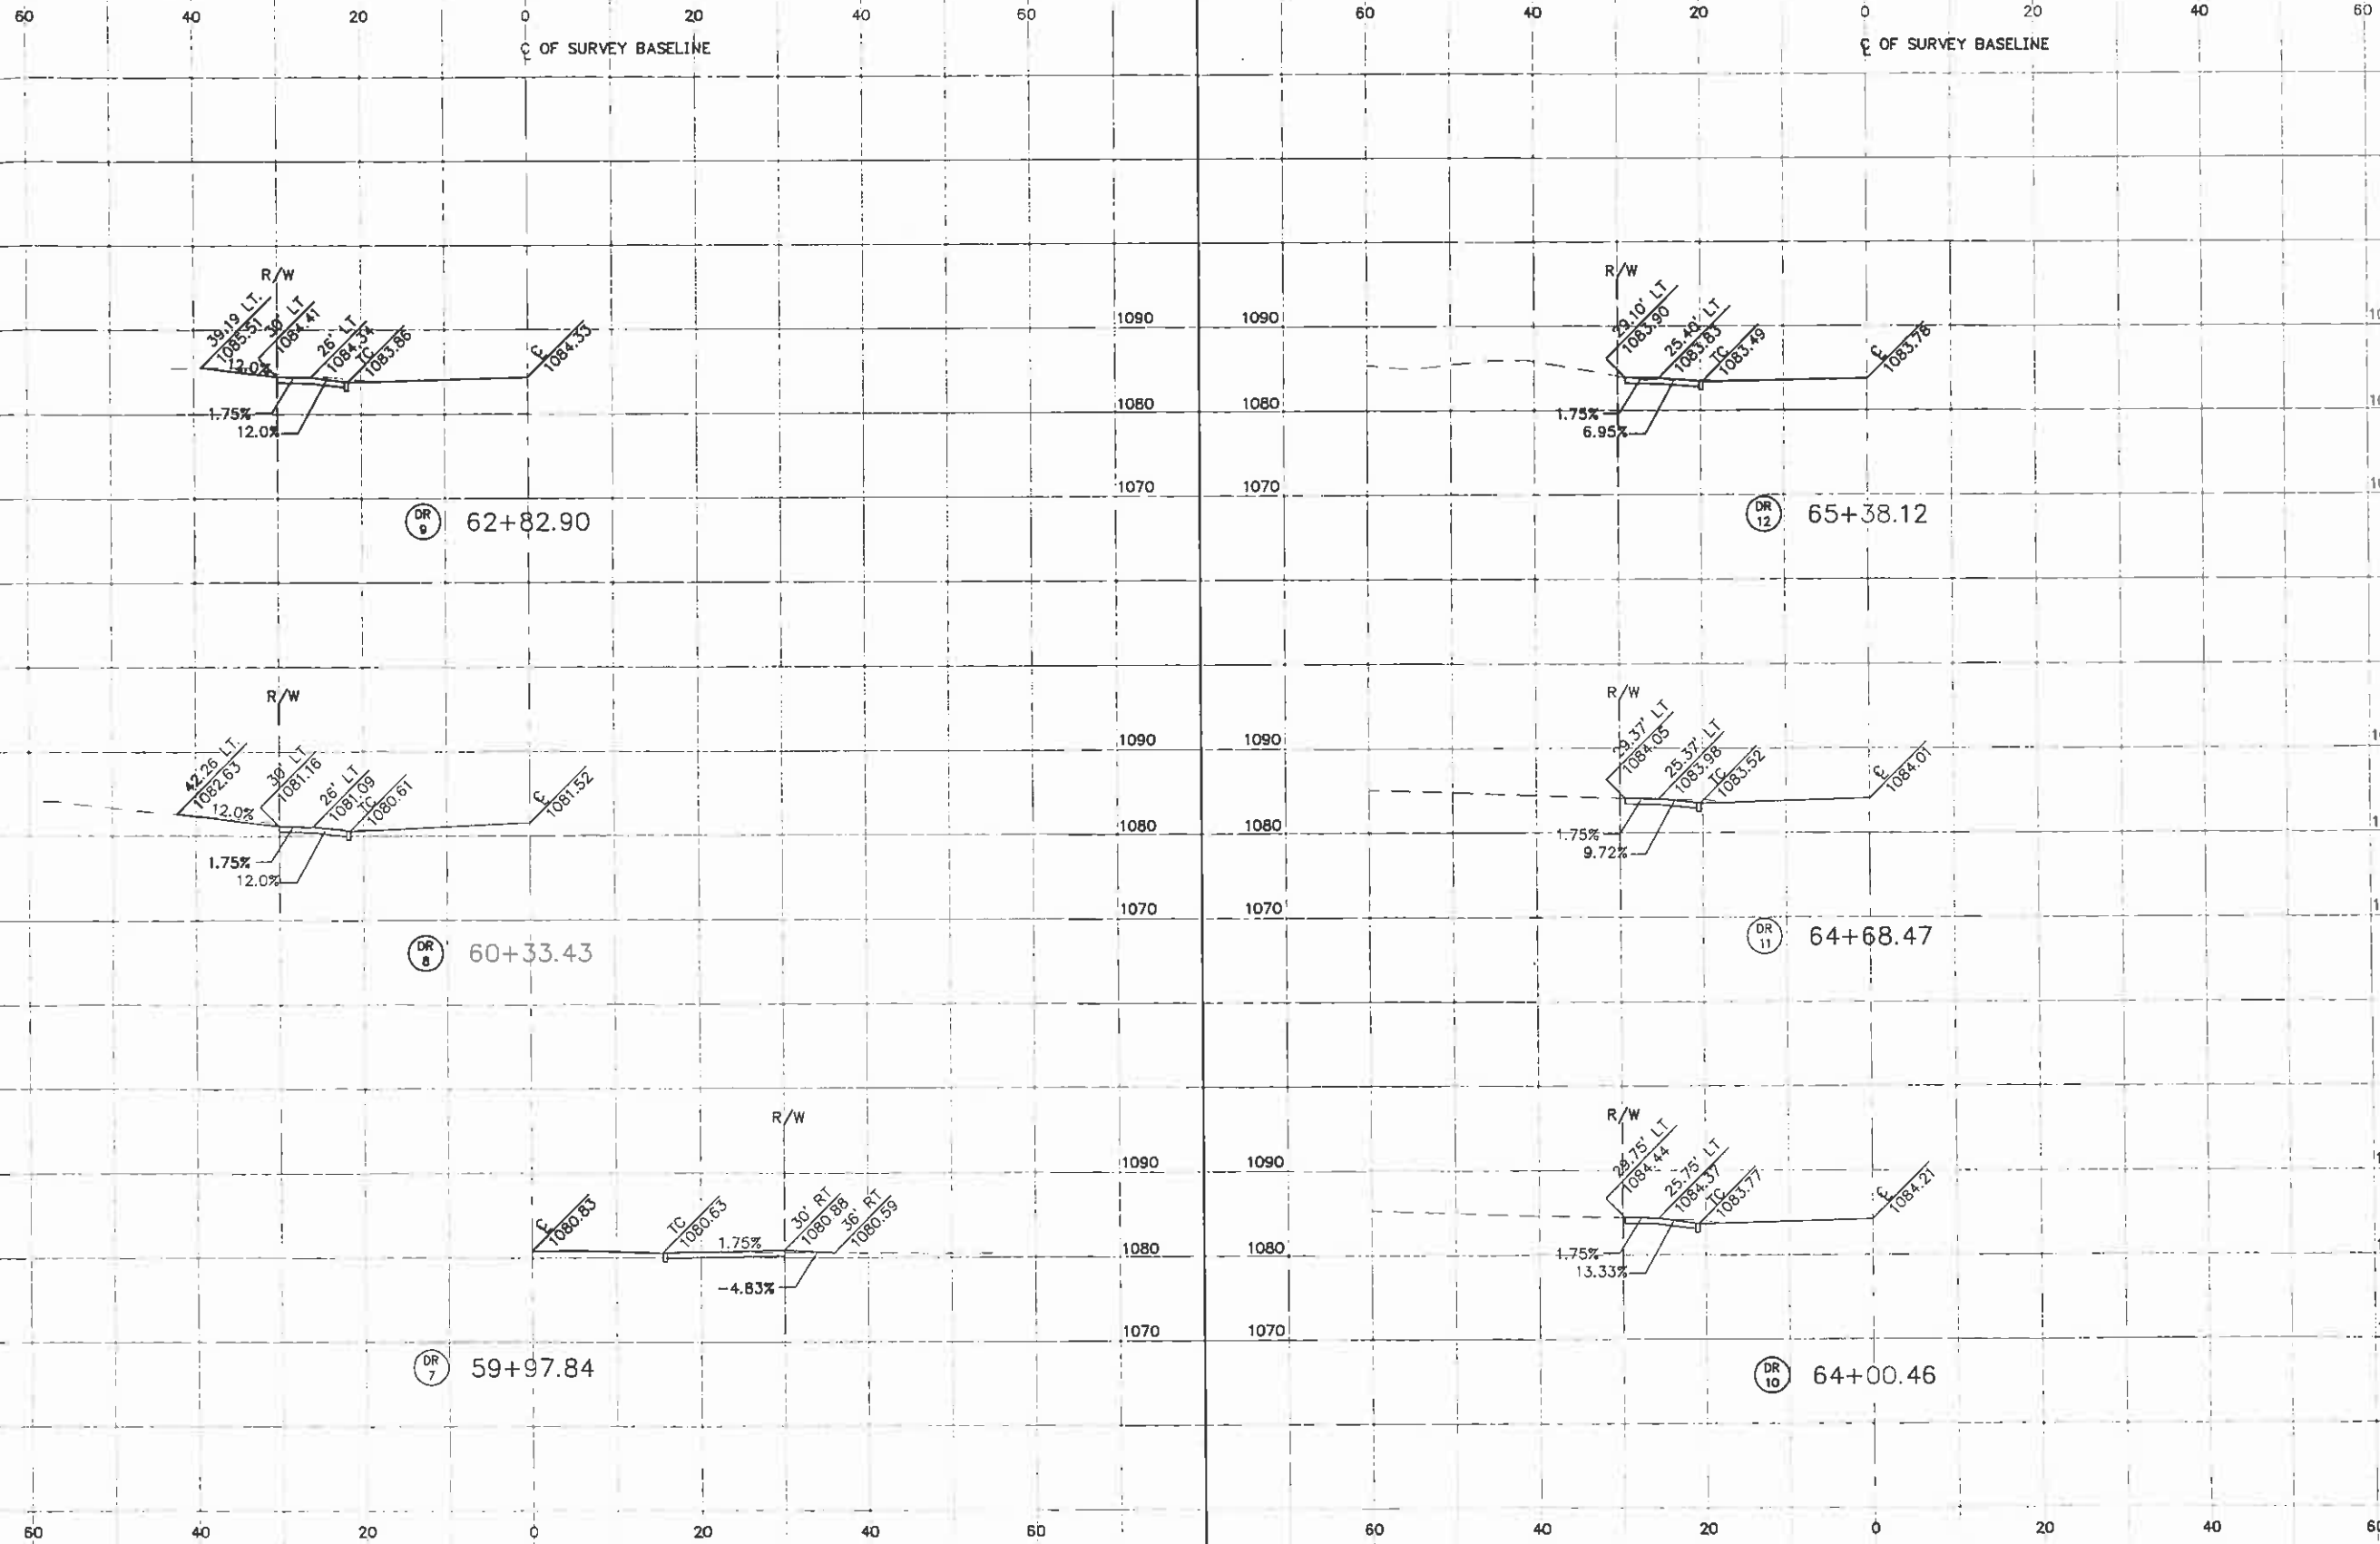 60 40 20 0 20 40 60
℄ OF SURVEY BASELINE
R/W
39.19 LT.
1085.51
30' LT
1084.41
26' LT
1084.34
TC
1083.86
℄
1084.33
12.0%
1.75%
12.0%
1090
1080
1070
DR
9
62+82.90
R/W
42.26 LT.
1082.63
30' LT
1081.16
26' LT
1081.09
TC
1080.61
℄
1081.52
12.0%
1.75%
12.0%
1090
1080
1070
DR
8
60+33.43
R/W
℄
1080.83
TC
1080.63
1.75%
30' RT
1080.88
36' RT
1080.59
-4.83%
1090
1080
1070
DR
7
59+97.84
60 40 20 0 20 40 60
60 40 20 0 20 40 60
℄ OF SURVEY BASELINE
R/W
29.10' LT
1083.90
25.40' LT
1083.83
TC
1083.49
℄
1083.78
1.75%
6.95%
1090
1080
1070
DR
12
65+38.12
R/W
29.37' LT
1084.05
25.37' LT
1083.98
TC
1083.52
℄
1084.01
1.75%
9.72%
1090
1080
1070
DR
11
64+68.47
R/W
29.75' LT
1084.44
25.75' LT
1084.37
TC
1083.77
℄
1084.21
1.75%
13.33%
1090
1080
1070
DR
10
64+00.46
60 40 20 0 20 40